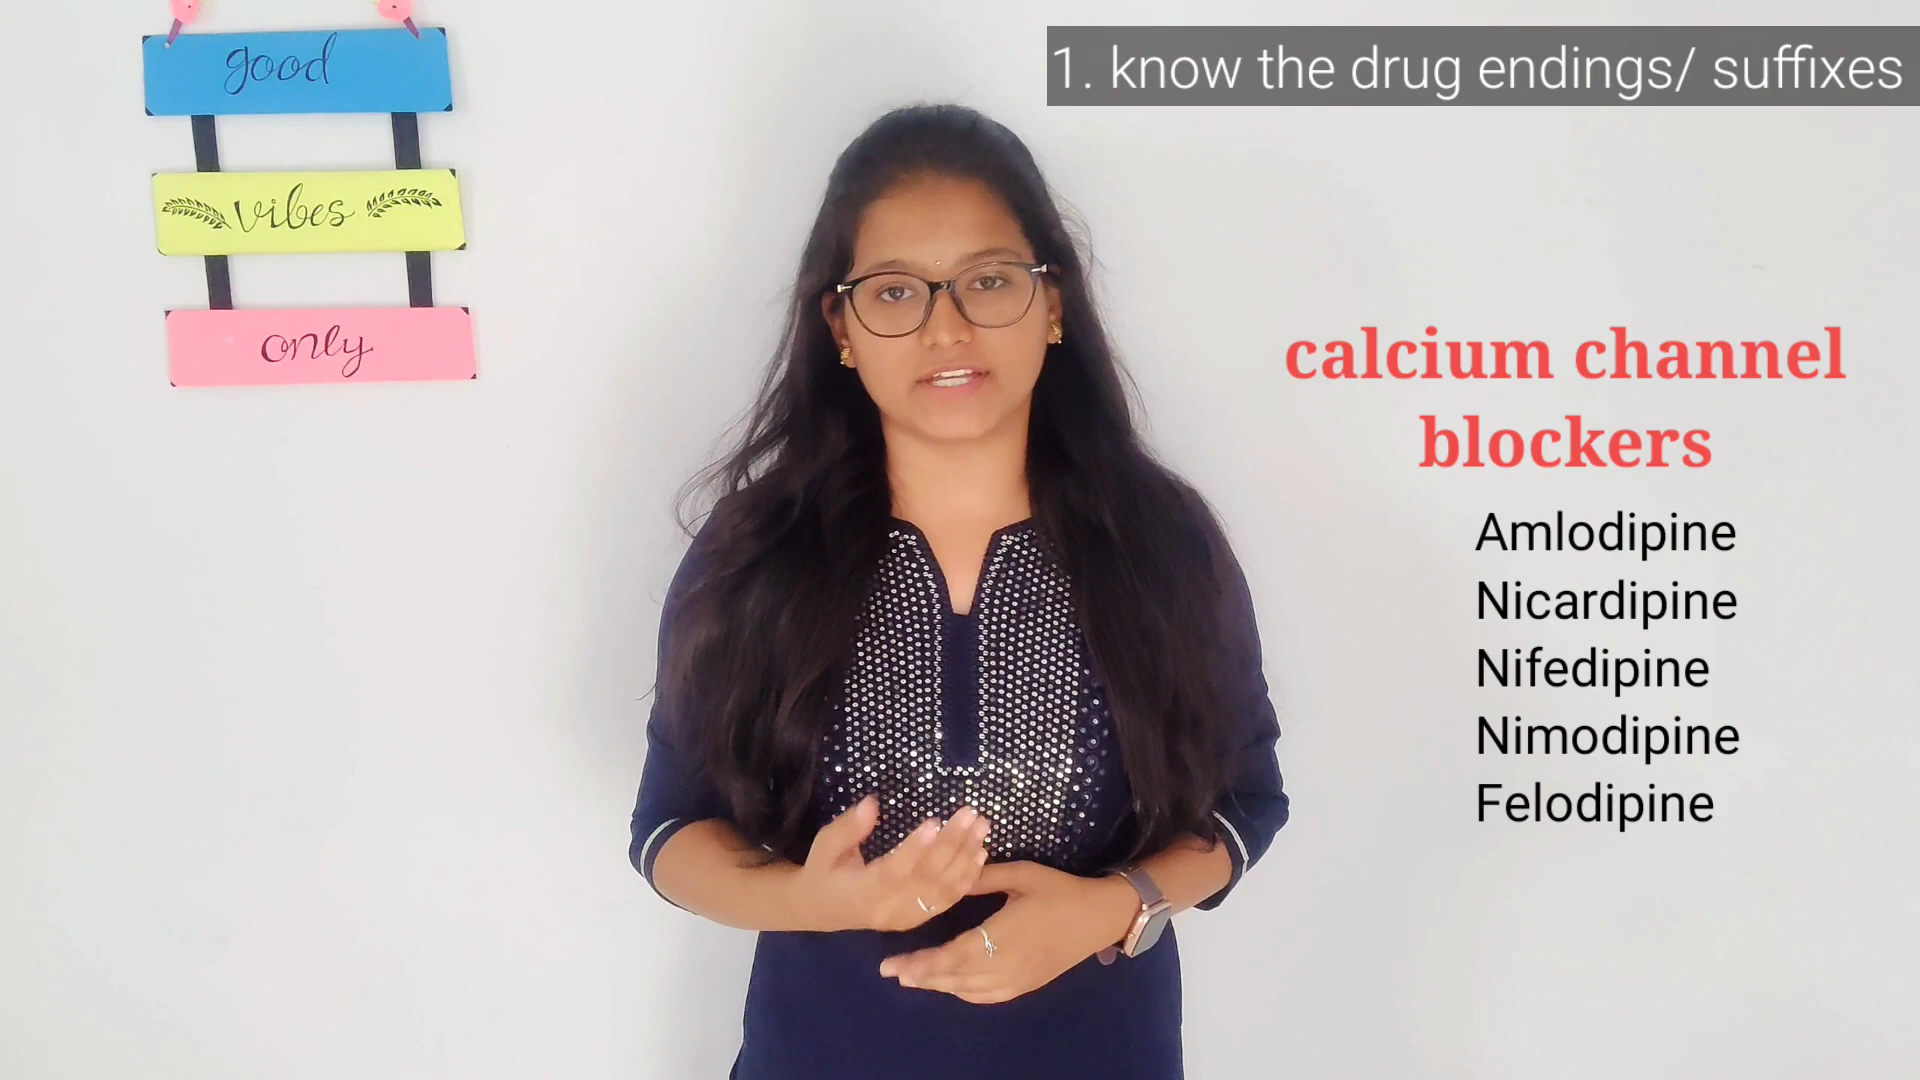 good
vibes
only
1. know the drug endings/ suffixes
calcium channel
blockers
Amlodipine
Nicardipine
Nifedipine
Nimodipine
Felodipine